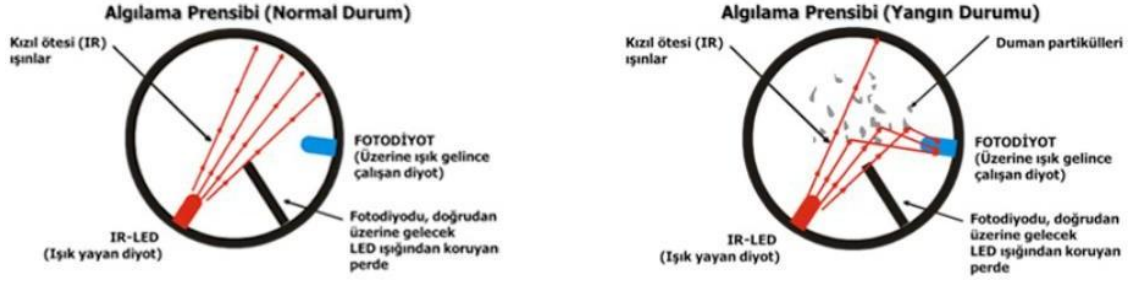 Algılama Prensibi (Normal Durum)
Kızıl ötesi (IR)
ışınlar
FOTODİYOT
(Üzerine ışık gelince
çalışan diyot)
Fotodiyodu, doğrudan
üzerine gelecek
LED ışığından koruyan
perde
IR-LED
(Işık yayan diyot)
Algılama Prensibi (Yangın Durumu)
Kızıl ötesi (IR)
ışınlar
Duman partikülleri
FOTODİYOT
(Üzerine ışık gelince
çalışan diyot)
Fotodiyodu, doğrudan
üzerine gelecek
LED ışığından koruyan
perde
IR-LED
(Işık yayan diyot)